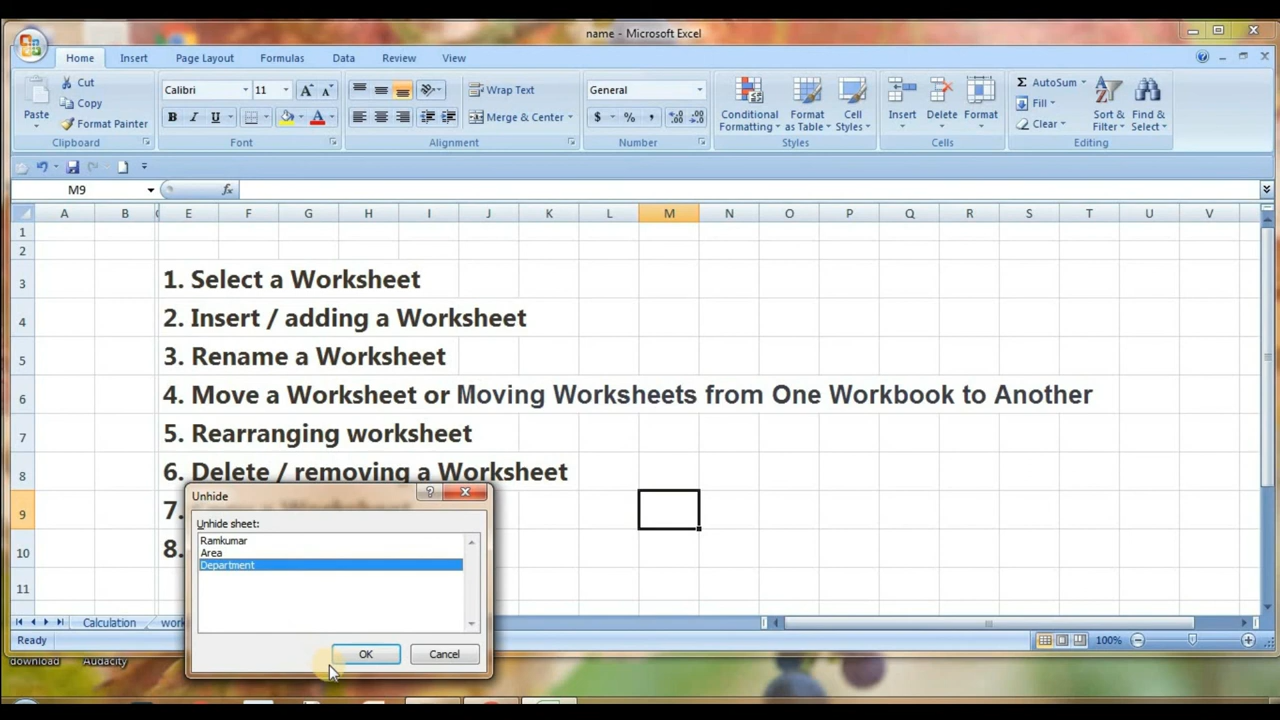 name - Microsoft Excel
Home Insert Page Layout Formulas Data Review View
Cut
Copy
Format Painter
Paste
Clipboard
Calibri 11
B I U
Font
Wrap Text
Merge & Center
Alignment
General
$ % ,
Number
Conditional Formatting
Format as Table
Cell Styles
Styles
Insert Delete Format
Cells
Σ AutoSum
Fill
Clear
Sort & Filter
Find & Select
Editing
M9 fx
A B E F G H I J K L M N O P Q R S T U V
1
2
3 1. Select a Worksheet
4 2. Insert / adding a Worksheet
5 3. Rename a Worksheet
6 4. Move a Worksheet or Moving Worksheets from One Workbook to Another
7 5. Rearranging worksheet
8 6. Delete / removing a Worksheet
9 7.
10 8.
11
Unhide
Unhide sheet:
Ramkumar
Area
Department
OK Cancel
Calculation
Ready 100%
download Audacity